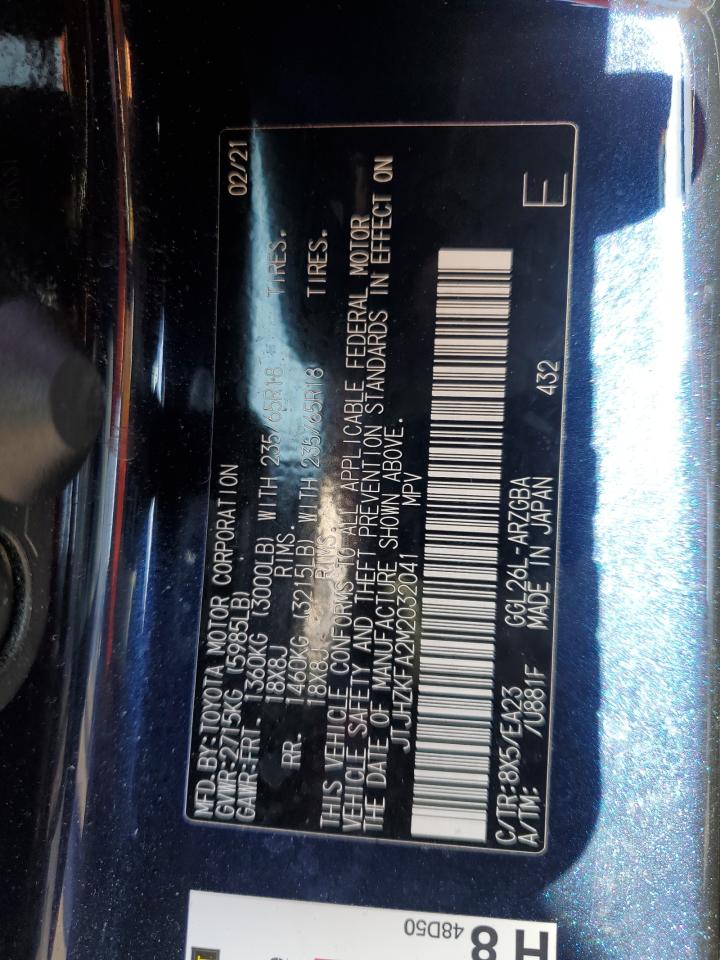 MFD.BY:TOYOTA MOTOR CORPORATION 02/21
GVWR:2715KG (5985LB)
GAWR:FRT. 1360KG (3000LB) WITH 235/65R18 TIRES.
18X8J RIMS.
RR. 1460KG (3215LB) WITH 235/65R18 TIRES.
18X8J RIMS.
THIS VEHICLE CONFORMS TO ALL APPLICABLE FEDERAL MOTOR
VEHICLE SAFETY AND THEFT PREVENTION STANDARDS IN EFFECT ON
THE DATE OF MANUFACTURE SHOWN ABOVE.
JTJHZKFA2M2032041 MPV
C/TR:8X5/EA23 GGL26L-ARZGBA
A/TM: /U881F MADE IN JAPAN 432 E
48D50
H8